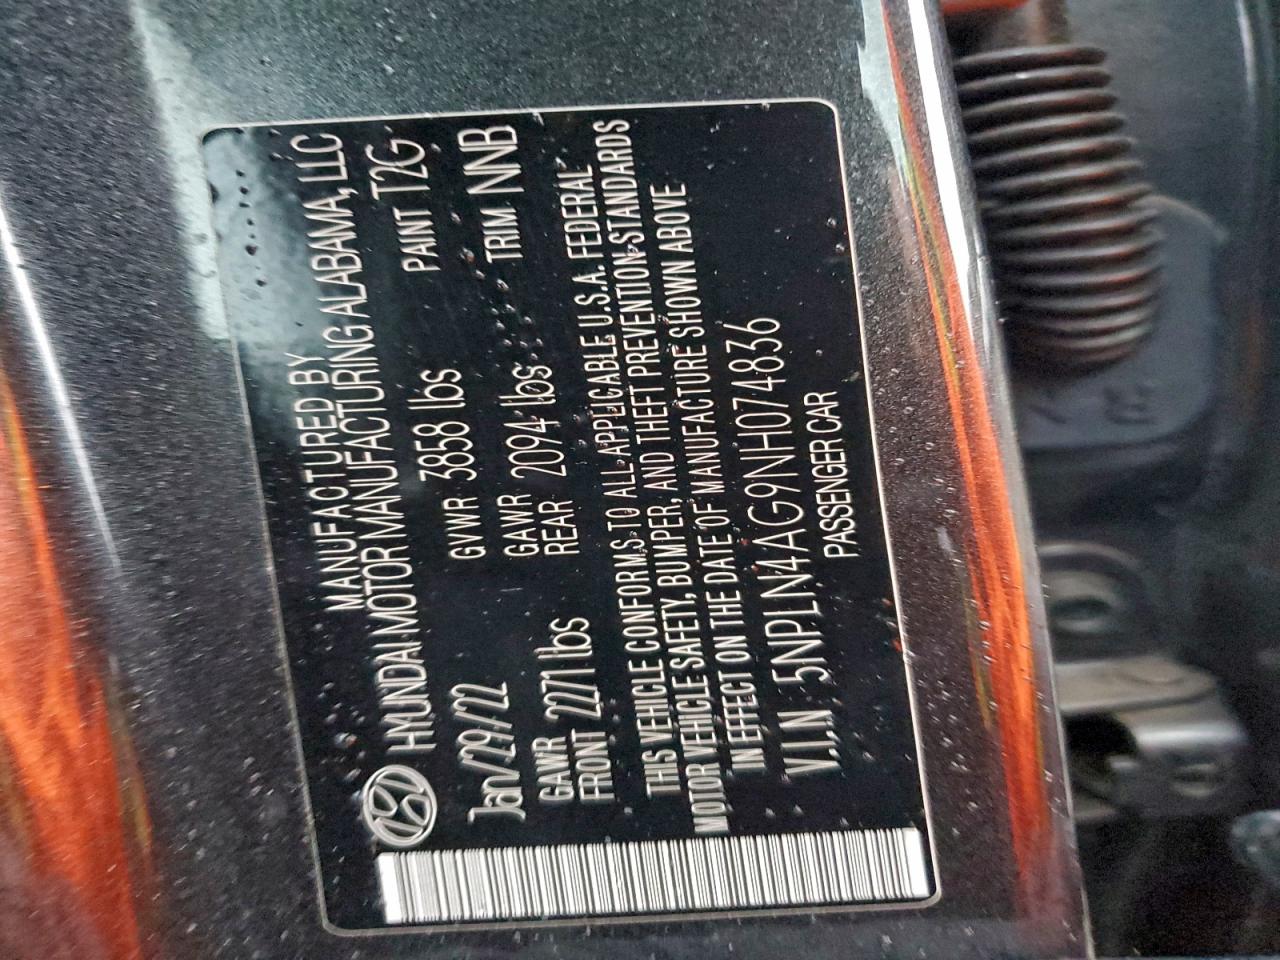 MANUFACTURED BY
HYUNDAI MOTOR MANUFACTURING ALABAMA, LLC
Jan/29/22 GVWR 3858 lbs PAINT T2G
GAWR FRONT 2271 lbs GAWR REAR 2094 lbs TRIM NNB
THIS VEHICLE CONFORMS TO ALL APPLICABLE U.S.A. FEDERAL
MOTOR VEHICLE SAFETY, BUMPER, AND THEFT PREVENTION STANDARDS
IN EFFECT ON THE DATE OF MANUFACTURE SHOWN ABOVE
V.I.N. 5NPLN4AG9NH074836
PASSENGER CAR